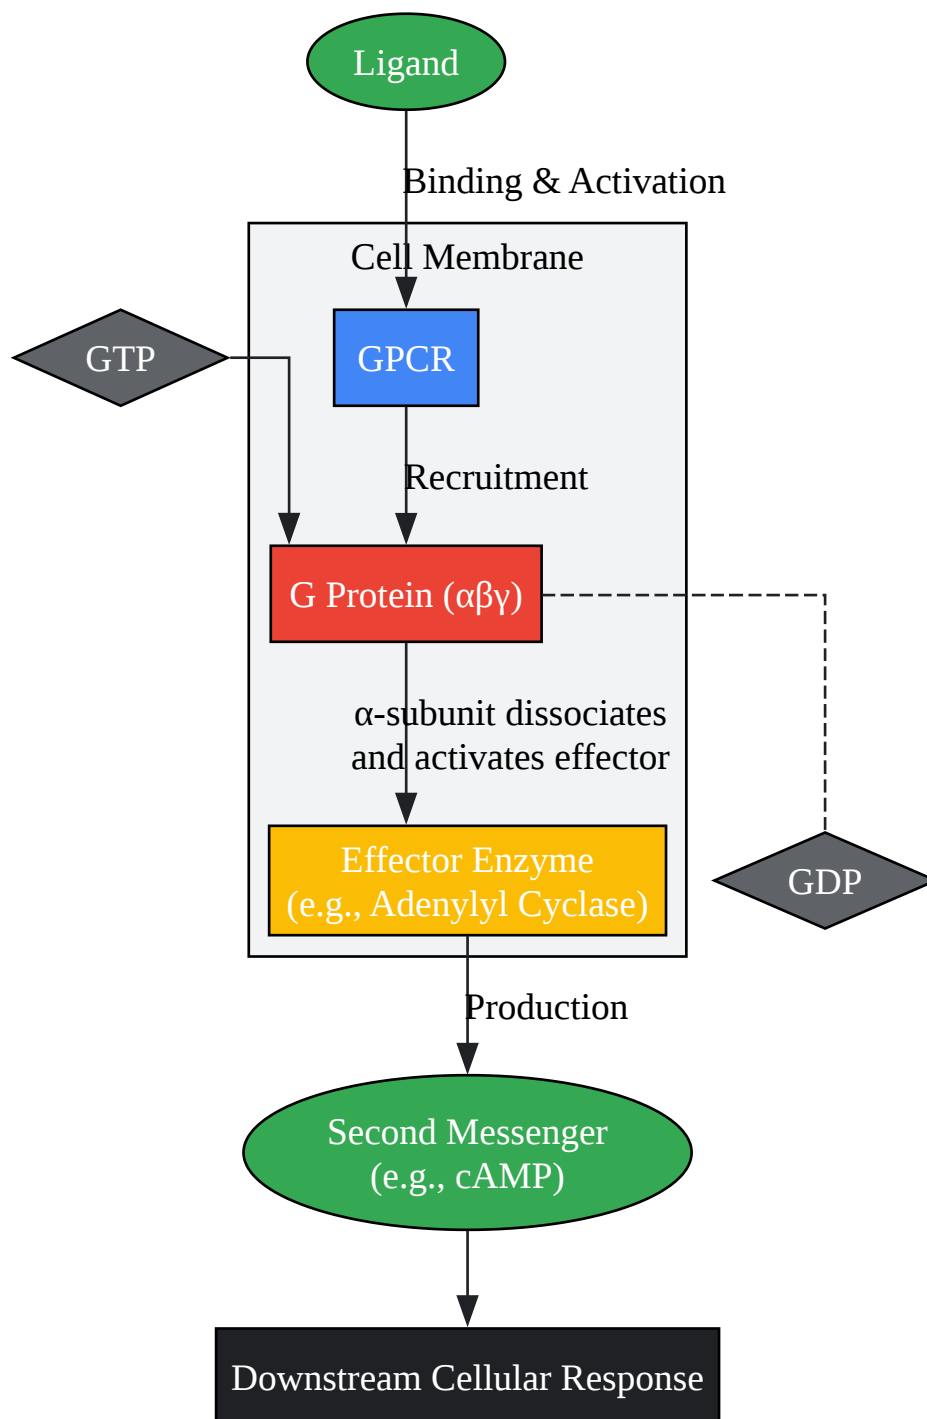 Ligand
Binding & Activation
Cell Membrane
GTP
GPCR
Recruitment
G Protein (αβγ)
α-subunit dissociates
and activates effector
Effector Enzyme
(e.g., Adenylyl Cyclase)
GDP
Production
Second Messenger
(e.g., cAMP)
Downstream Cellular Response